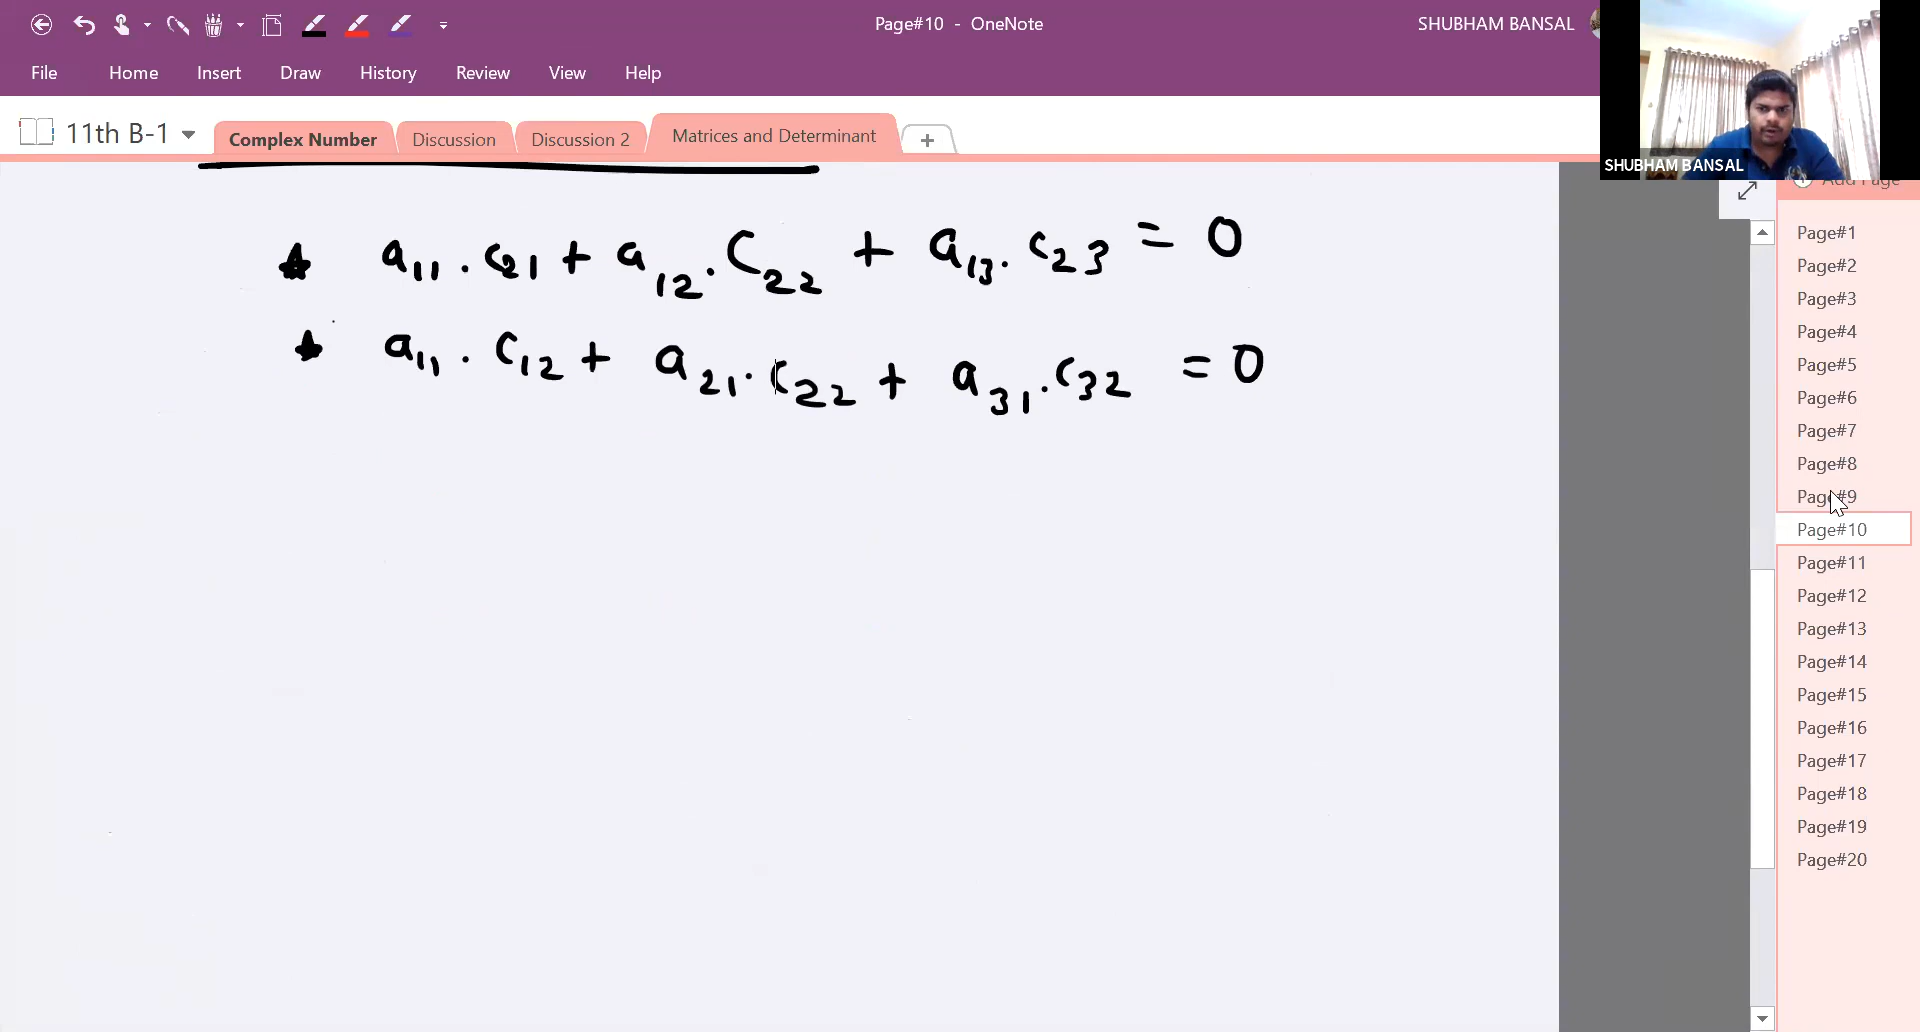 Page#10 - OneNote
SHUBHAM BANSAL
File Home Insert Draw History Review View Help
11th B-1
Complex Number Discussion Discussion 2 Matrices and Determinant +
SHUBHAM BANSAL
Add Page
a₁₁ . c₂₁ + a₁₂ . C₂₂ + a₁₃ . c₂₃ = 0
a₁₁ . c₁₂ + a₂₁ . c₂₂ + a₃₁ . c₃₂ = 0
Page#1
Page#2
Page#3
Page#4
Page#5
Page#6
Page#7
Page#8
Page#9
Page#10
Page#11
Page#12
Page#13
Page#14
Page#15
Page#16
Page#17
Page#18
Page#19
Page#20